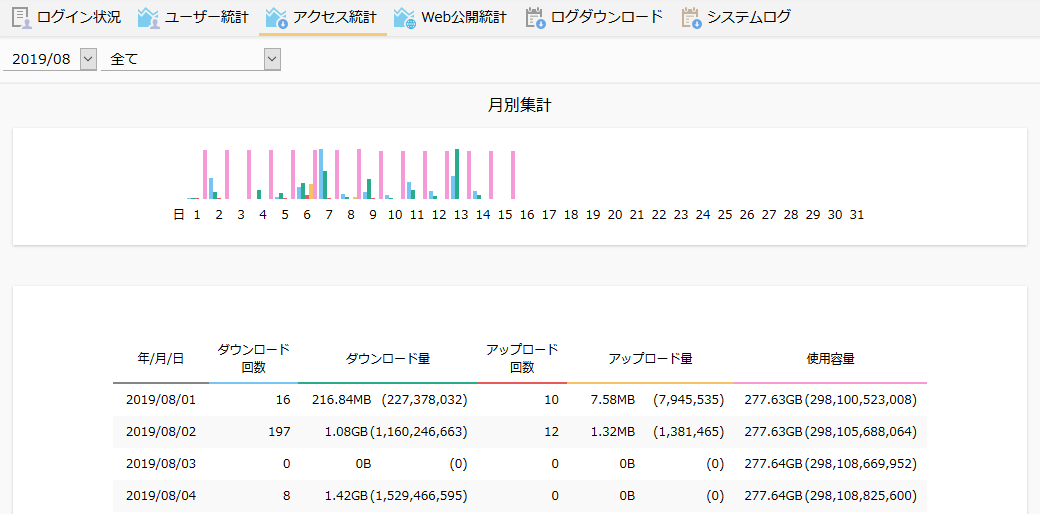 ログイン状況 ユーザー統計 アクセス統計 Web公開統計 ログダウンロード システムログ
2019/08 全て
月別集計
日 1 2 3 4 5 6 7 8 9 10 11 12 13 14 15 16 17 18 19 20 21 22 23 24 25 26 27 28 29 30 31
年/月/日 ダウンロード回数 ダウンロード量 アップロード回数 アップロード量 使用容量
2019/08/01 16 216.84MB (227,378,032) 10 7.58MB (7,945,535) 277.63GB(298,100,523,008)
2019/08/02 197 1.08GB(1,160,246,663) 12 1.32MB (1,381,465) 277.63GB(298,105,688,064)
2019/08/03 0 0B (0) 0 0B (0) 277.64GB(298,108,669,952)
2019/08/04 8 1.42GB(1,529,466,595) 0 0B (0) 277.64GB(298,108,825,600)